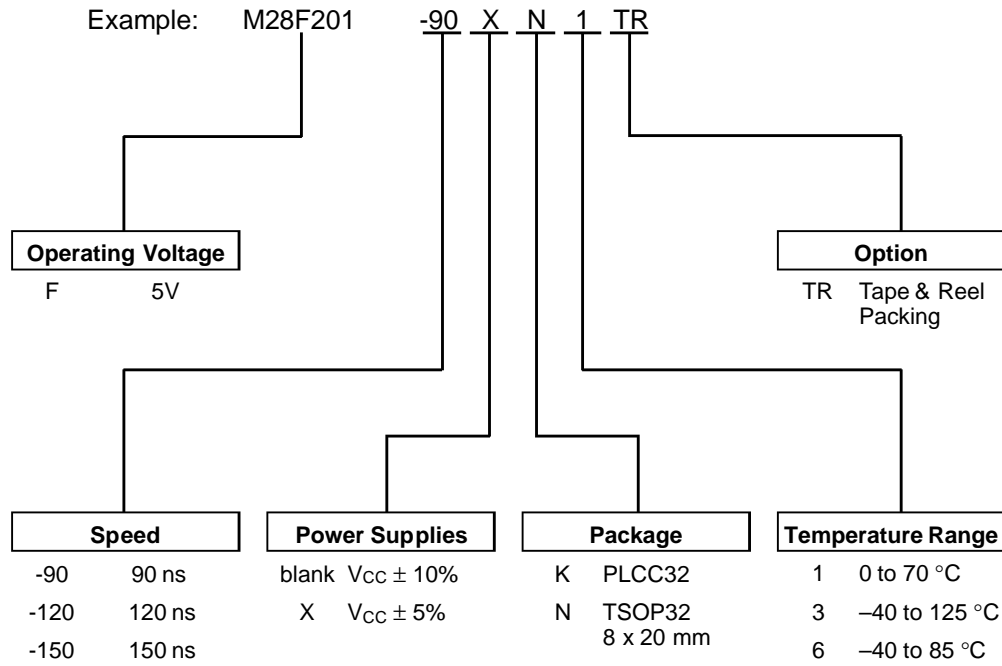 Example: M28F201 -90 X N 1 TR
Operating Voltage
F 5V
Option
TR Tape & Reel
Packing
Speed
-90 90 ns
-120 120 ns
-150 150 ns
Power Supplies
blank VCC ± 10%
X VCC ± 5%
Package
K PLCC32
N TSOP32
8 x 20 mm
Temperature Range
1 0 to 70 °C
3 –40 to 125 °C
6 –40 to 85 °C